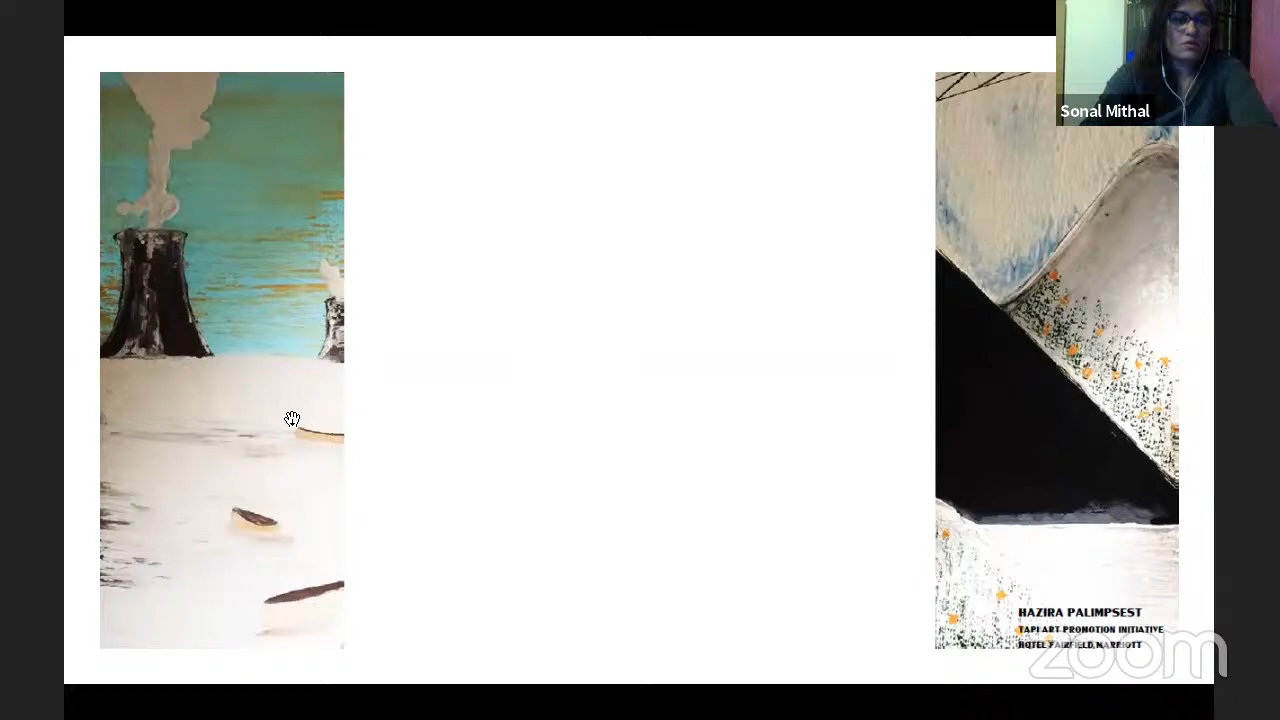 Sonal Mithal
HAZIRA PALIMPSEST
TAPI ART PROMOTION INITIATIVE
HOTEL FAIRFIELD MARRIOTT
zoom